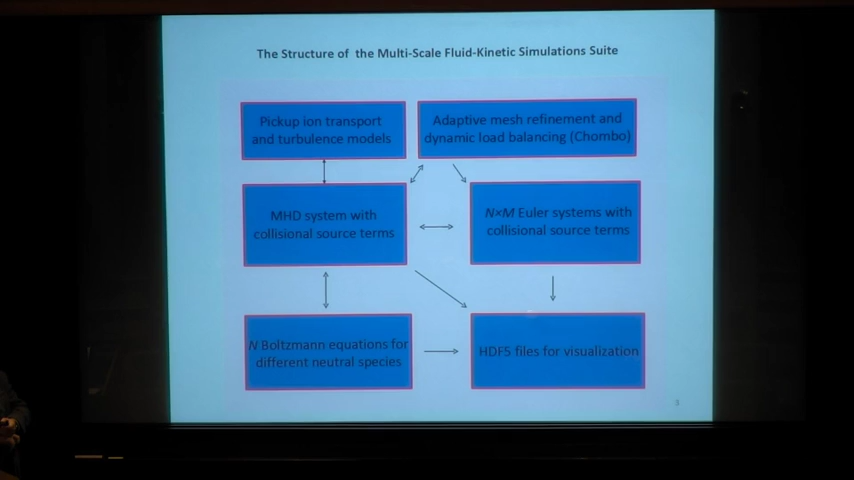 The Structure of the Multi-Scale Fluid-Kinetic Simulations Suite
Pickup ion transport
and turbulence models
Adaptive mesh refinement and
dynamic load balancing (Chombo)
MHD system with
collisional source terms
N×M Euler systems with
collisional source terms
N Boltzmann equations for
different neutral species
HDF5 files for visualization
3